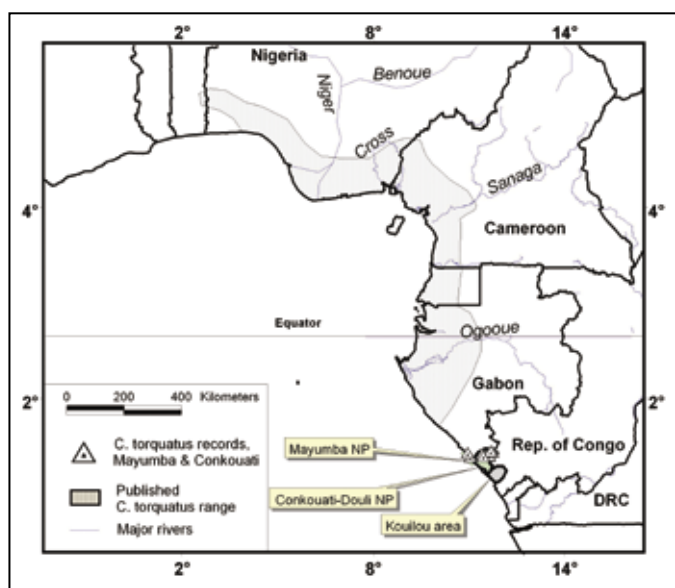 2° 8° 14°
Nigeria
Benoue
Niger
Cross
Sanaga
4° 4°
Cameroon
Equator
Ogooue
0 200 400 Kilometers
Gabon
2° 2°
C. torquatus records,
Mayumba & Conkouati
Mayumba NP
Rep. of Congo
Published
C. torquatus range
Conkouati-Douli NP
DRC
Kouilou area
Major rivers
2° 8° 14°